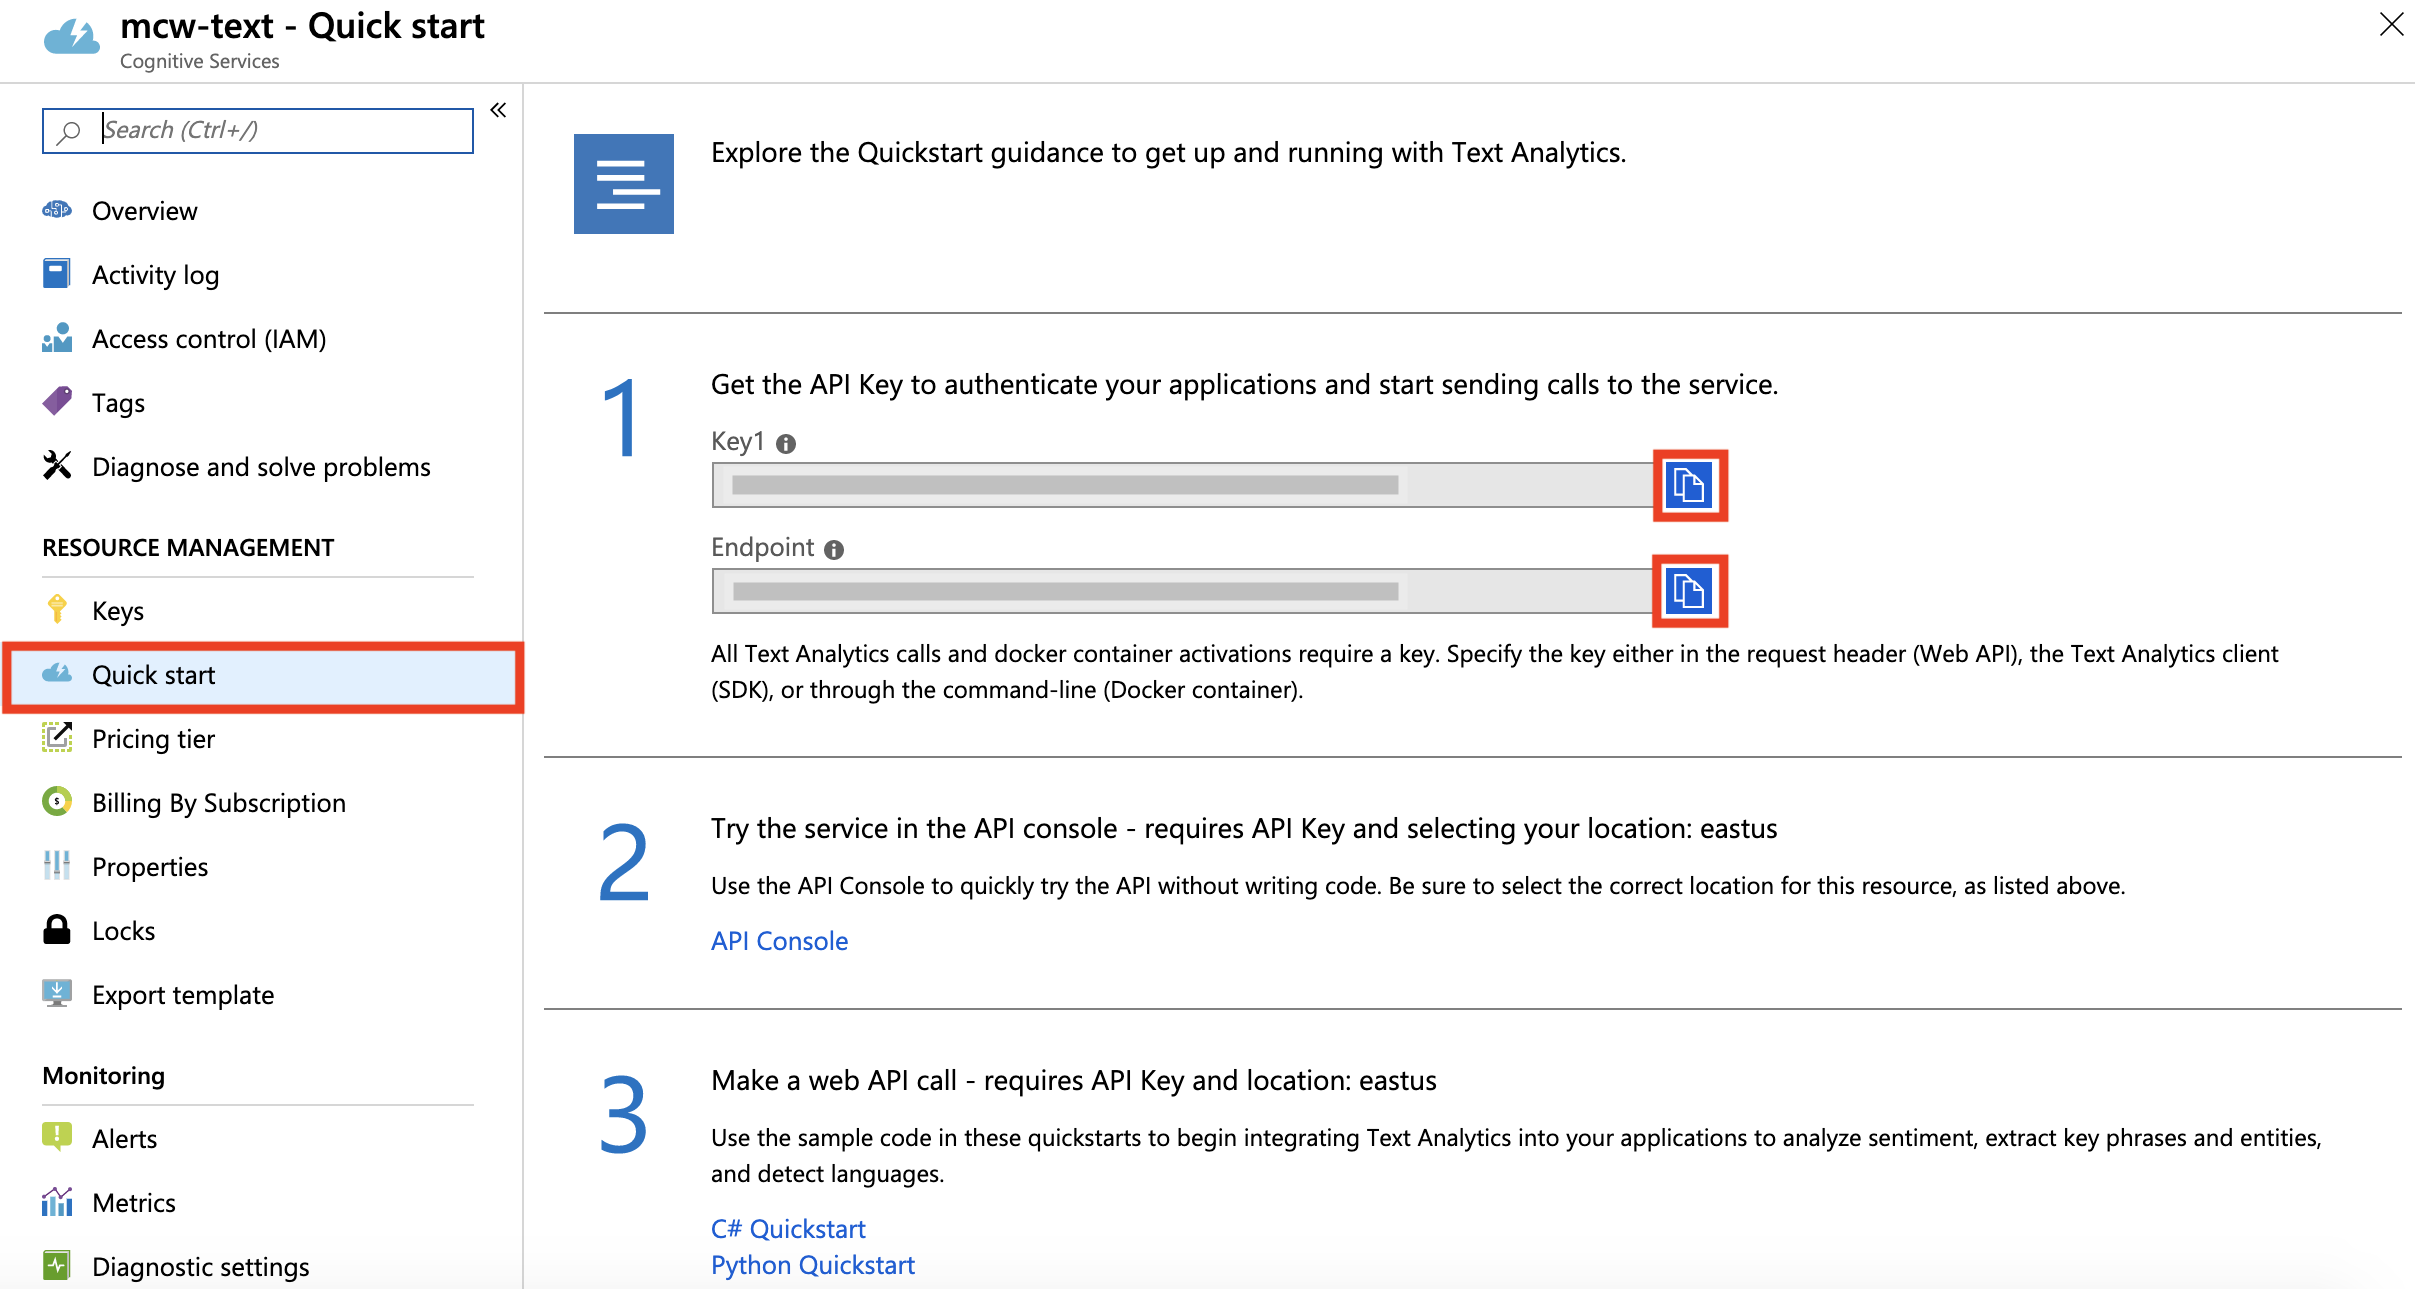 mcw-text - Quick start
Cognitive Services
Search (Ctrl+/)
Overview
Activity log
Access control (IAM)
Tags
Diagnose and solve problems
RESOURCE MANAGEMENT
Keys
Quick start
Pricing tier
Billing By Subscription
Properties
Locks
Export template
Monitoring
Alerts
Metrics
Diagnostic settings
Explore the Quickstart guidance to get up and running with Text Analytics.
1
Get the API Key to authenticate your applications and start sending calls to the service.
Key1
Endpoint
All Text Analytics calls and docker container activations require a key. Specify the key either in the request header (Web API), the Text Analytics client
(SDK), or through the command-line (Docker container).
2
Try the service in the API console - requires API Key and selecting your location: eastus
Use the API Console to quickly try the API without writing code. Be sure to select the correct location for this resource, as listed above.
API Console
3
Make a web API call - requires API Key and location: eastus
Use the sample code in these quickstarts to begin integrating Text Analytics into your applications to analyze sentiment, extract key phrases and entities,
and detect languages.
C# Quickstart
Python Quickstart